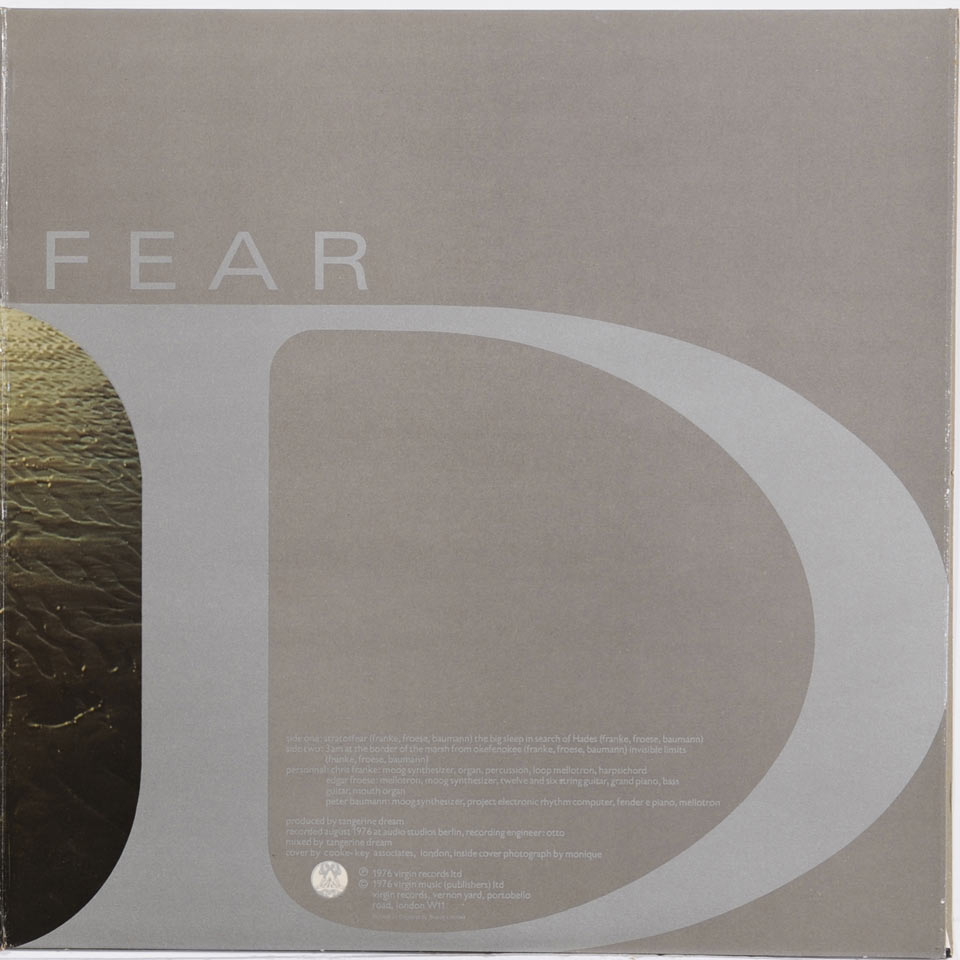 FEAR
D
side one: stratosfear (franke, froese, baumann) the big sleep in search of Hades (franke, froese, baumann)
side two: 3am at the border of the marsh from okefenokee (franke, froese, baumann) invisible limits
(franke, froese, baumann)
personnel: chris franke: moog synthesizer, organ, percussion, loop mellotron, harpsichord
edgar froese: mellotron, moog synthesizer, twelve and six string guitar, grand piano, bass
guitar, mouth organ
peter baumann: moog synthesizer, project electronic rhythm computer, fender e piano, mellotron
produced by tangerine dream
recorded august 1976 at audio studios berlin, recording engineer: otto
mixed by tangerine dream
cover by cooke-key associates, london, inside cover photograph by monique
℗ 1976 virgin records ltd
© 1976 virgin music (publishers) ltd
virgin records, vernon yard, portobello
road, london W11